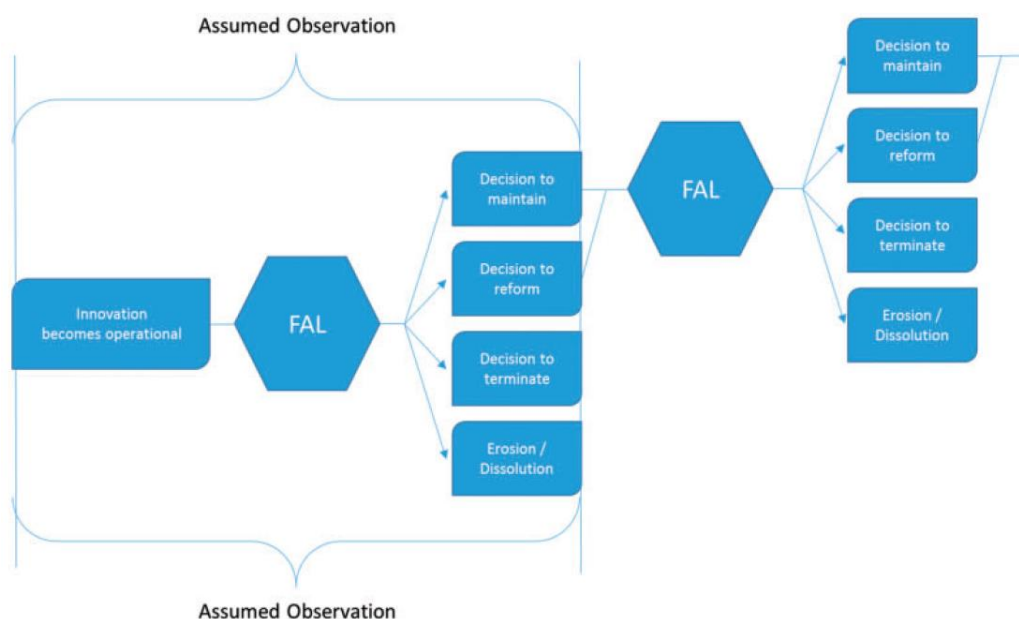 Assumed Observation
Innovation
becomes operational
FAL
Decision to
maintain
Decision to
reform
Decision to
terminate
Erosion /
Dissolution
FAL
Decision to
maintain
Decision to
reform
Decision to
terminate
Erosion /
Dissolution
Assumed Observation